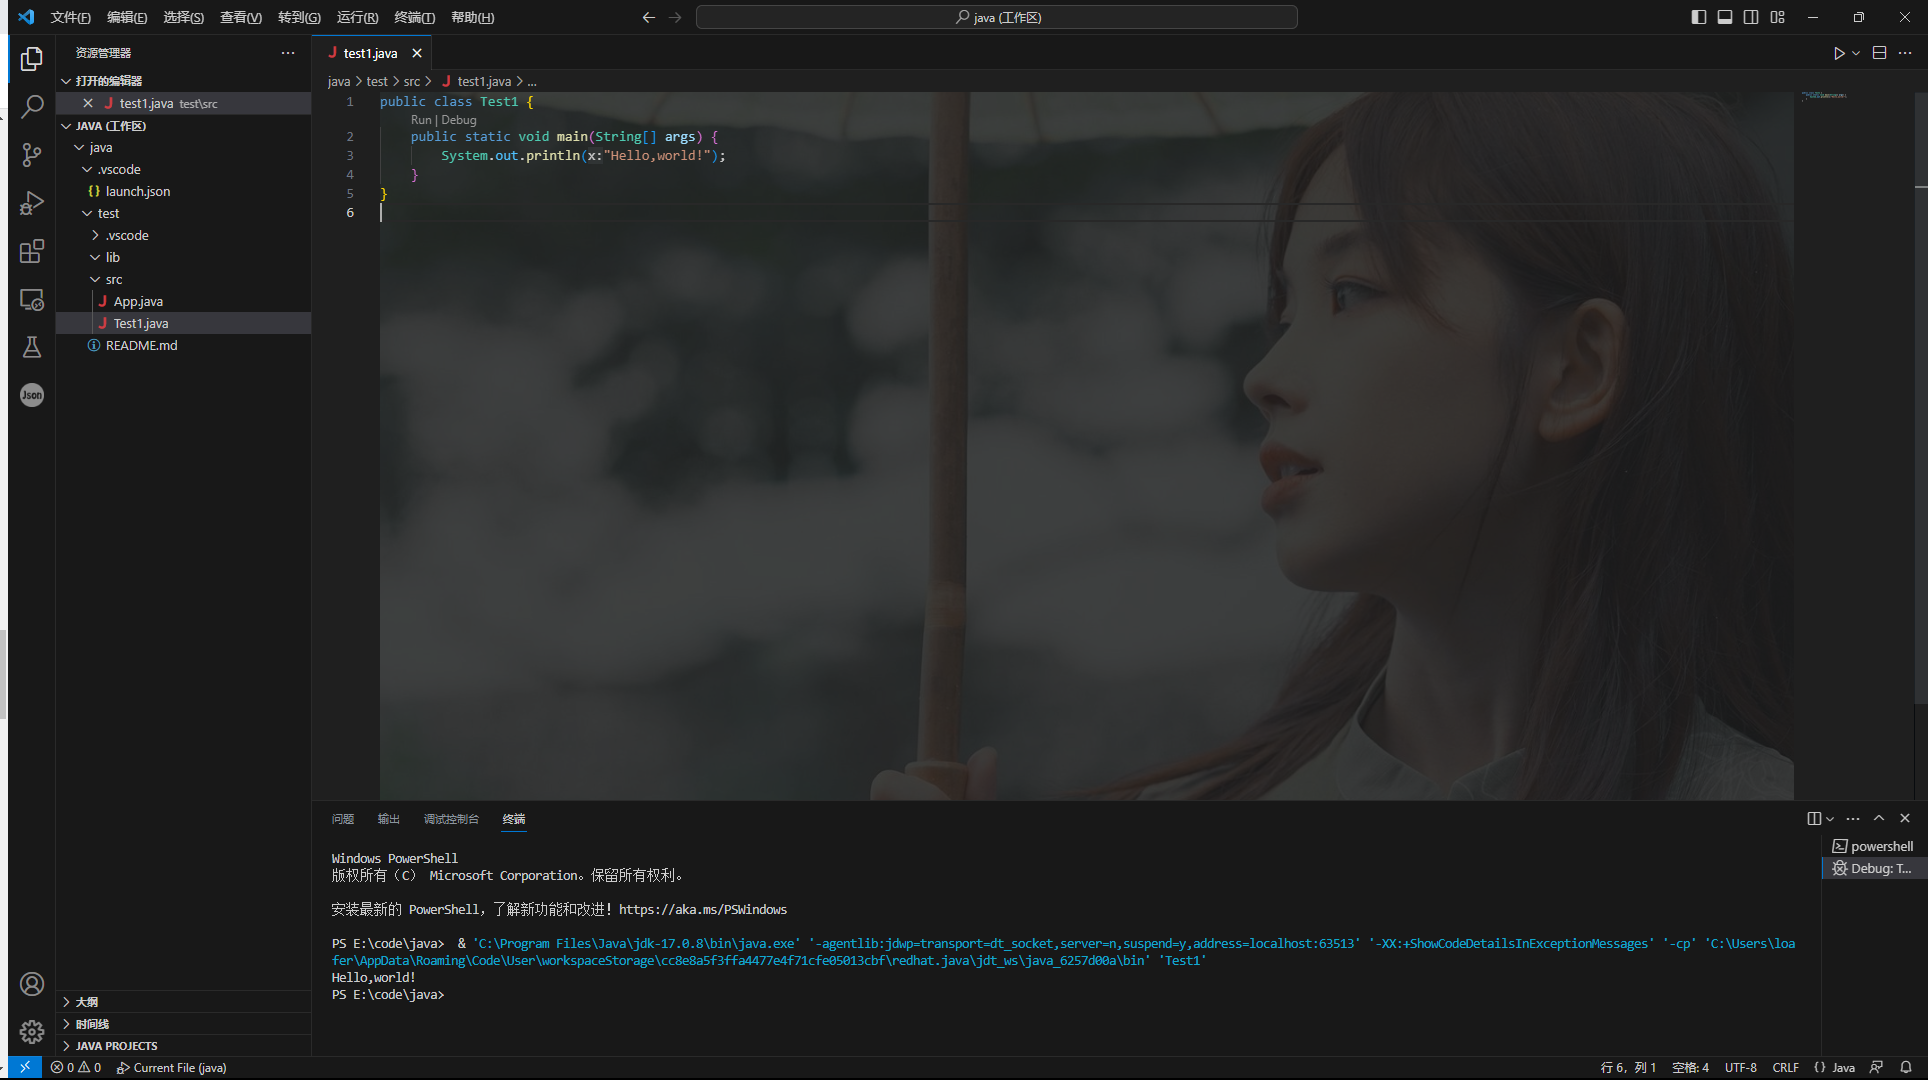 文件(F) 编辑(E) 选择(S) 查看(V) 转到(G) 运行(R) 终端(T) 帮助(H) java (工作区)
资源管理器
打开的编辑器
test1.java test\src
JAVA (工作区)
java
.vscode
launch.json
test
.vscode
lib
src
App.java
Test1.java
README.md
Json
大纲
时间线
JAVA PROJECTS
test1.java
java > test > src > test1.java > ...
1 public class Test1 {
Run | Debug
2 public static void main(String[] args) {
3 System.out.println(x:"Hello,world!");
4 }
5 }
6
问题 输出 调试控制台 终端
Windows PowerShell
版权所有（C） Microsoft Corporation。保留所有权利。
安装最新的 PowerShell，了解新功能和改进！https://aka.ms/PSWindows
PS E:\code\java>  & 'C:\Program Files\Java\jdk-17.0.8\bin\java.exe' '-agentlib:jdwp=transport=dt_socket,server=n,suspend=y,address=localhost:63513' '-XX:+ShowCodeDetailsInExceptionMessages' '-cp' 'C:\Users\loa
fer\AppData\Roaming\Code\User\workspaceStorage\cc8e8a5f3ffa4477e4f71cfe05013cbf\redhat.java\jdt_ws\java_6257d00a\bin' 'Test1'
Hello,world!
PS E:\code\java>
powershell
Debug: T...
0 0 Current File (java) 行 6，列 1 空格: 4 UTF-8 CRLF {} Java